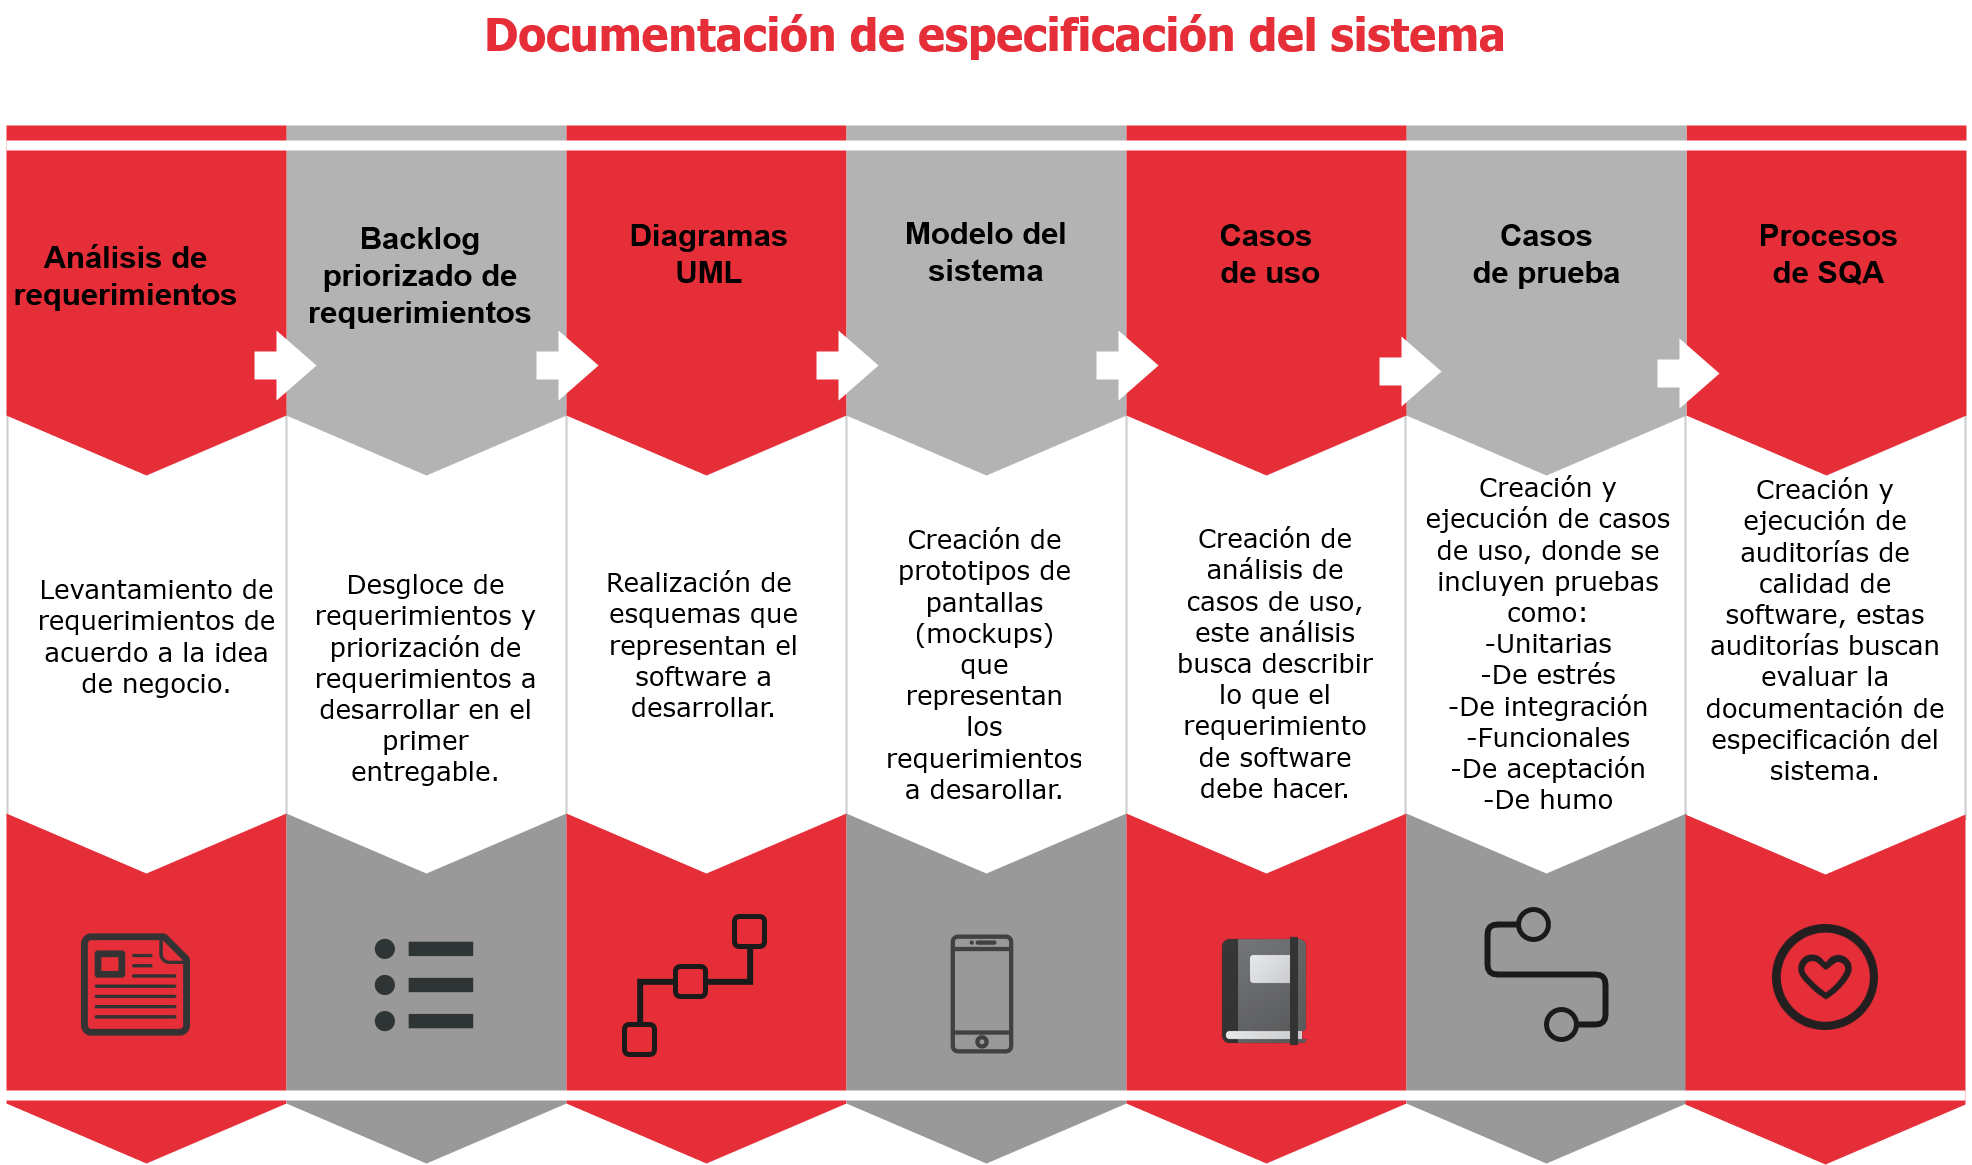 Documentación de especificación del sistema
Análisis de
requerimientos
Backlog
priorizado de
requerimientos
Diagramas
UML
Modelo del
sistema
Casos
de uso
Casos
de prueba
Procesos
de SQA
Levantamiento de
requerimientos de
acuerdo a la idea
de negocio.
Desgloce de
requerimientos y
priorización de
requerimientos a
desarrollar en el
primer
entregable.
Realización de
esquemas que
representan el
software a
desarrollar.
Creación de
prototipos de
pantallas
(mockups)
que
representan
los
requerimientos
a desarollar.
Creación de
análisis de
casos de uso,
este análisis
busca describir
lo que el
requerimiento
de software
debe hacer.
Creación y
ejecución de casos
de uso, donde se
incluyen pruebas
como:
-Unitarias
-De estrés
-De integración
-Funcionales
-De aceptación
-De humo
Creación y
ejecución de
auditorías de
calidad de
software, estas
auditorías buscan
evaluar la
documentación de
especificación del
sistema.